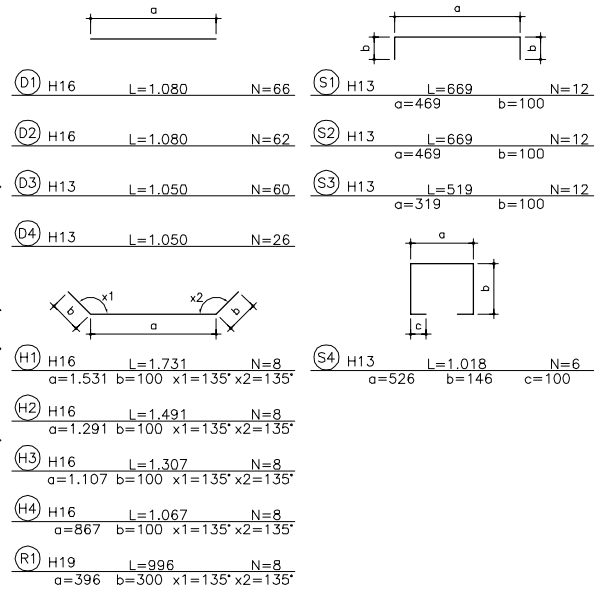 a
D1 H16 L=1.080 N=66
D2 H16 L=1.080 N=62
D3 H13 L=1.050 N=60
D4 H13 L=1.050 N=26
x1 x2
b a b
H1 H16 L=1.731 N=8
a=1.531 b=100 x1=135° x2=135°
H2 H16 L=1.491 N=8
a=1.291 b=100 x1=135° x2=135°
H3 H16 L=1.307 N=8
a=1.107 b=100 x1=135° x2=135°
H4 H16 L=1.067 N=8
a=867 b=100 x1=135° x2=135°
R1 H19 L=996 N=8
a=396 b=300 x1=135° x2=135°
a
b b
S1 H13 L=669 N=12
a=469 b=100
S2 H13 L=669 N=12
a=469 b=100
S3 H13 L=519 N=12
a=319 b=100
a
b
c
S4 H13 L=1.018 N=6
a=526 b=146 c=100